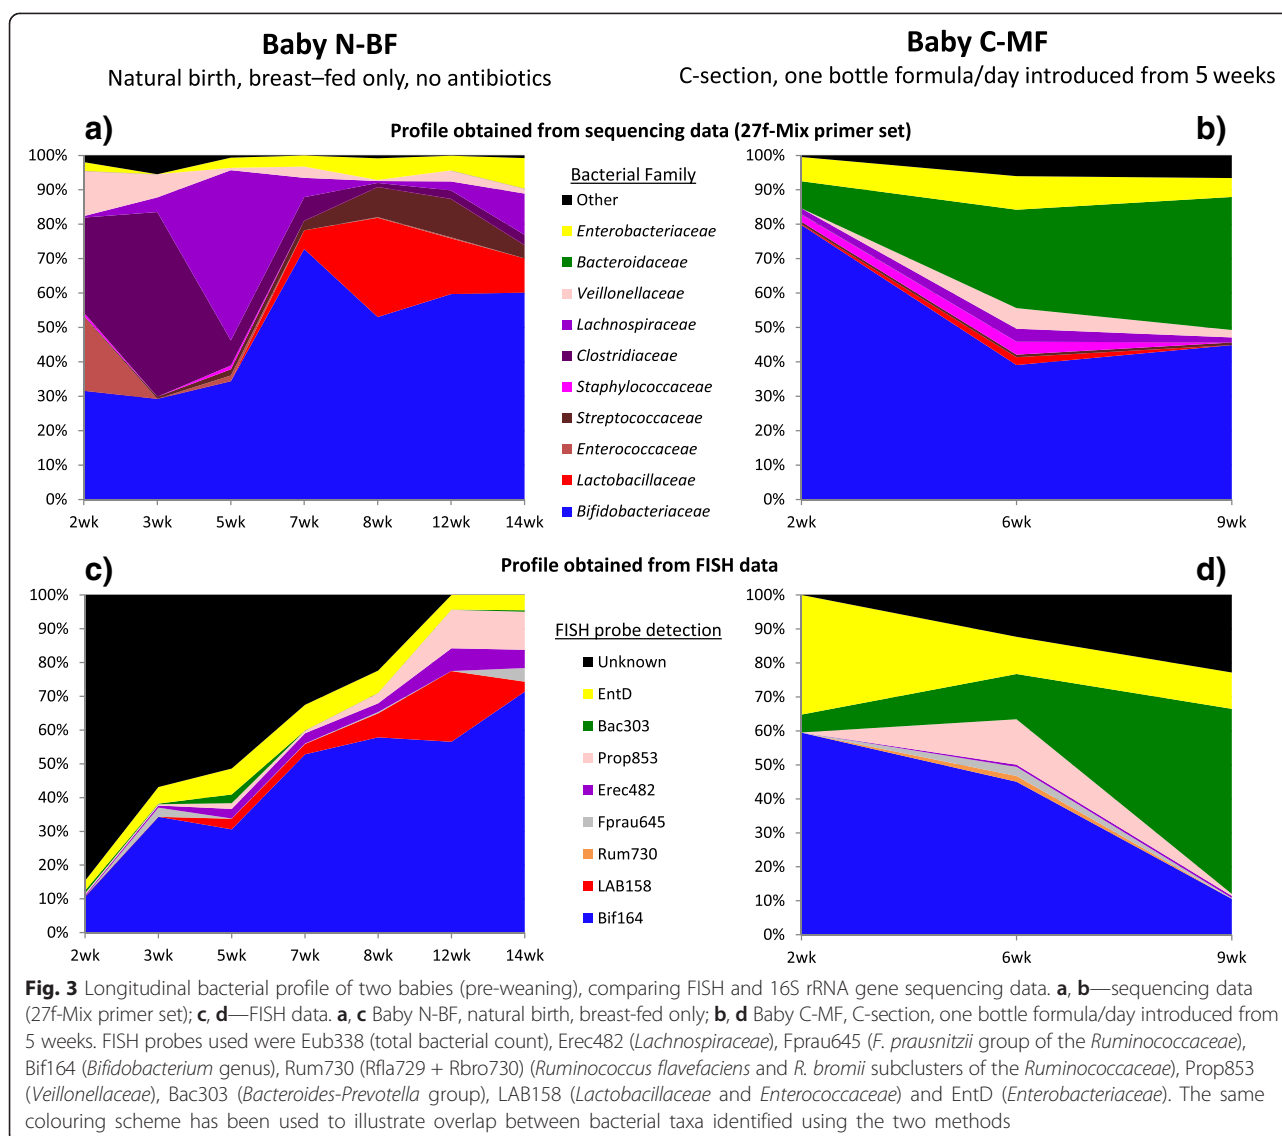 Baby N-BF
Natural birth, breast–fed only, no antibiotics
Baby C-MF
C-section, one bottle formula/day introduced from 5 weeks
a)
Profile obtained from sequencing data (27f-Mix primer set)
b)
100%
90%
80%
70%
60%
50%
40%
30%
20%
10%
0%
2wk 3wk 5wk 7wk 8wk 12wk 14wk
Bacterial Family
Other
Enterobacteriaceae
Bacteroidaceae
Veillonellaceae
Lachnospiraceae
Clostridiaceae
Staphylococcaceae
Streptococcaceae
Enterococcaceae
Lactobacillaceae
Bifidobacteriaceae
100%
90%
80%
70%
60%
50%
40%
30%
20%
10%
0%
2wk 6wk 9wk
c)
Profile obtained from FISH data
d)
100%
90%
80%
70%
60%
50%
40%
30%
20%
10%
0%
2wk 3wk 5wk 7wk 8wk 12wk 14wk
FISH probe detection
Unknown
EntD
Bac303
Prop853
Erec482
Fprau645
Rum730
LAB158
Bif164
100%
90%
80%
70%
60%
50%
40%
30%
20%
10%
0%
2wk 6wk 9wk
Fig. 3 Longitudinal bacterial profile of two babies (pre-weaning), comparing FISH and 16S rRNA gene sequencing data. a, b—sequencing data
(27f-Mix primer set); c, d—FISH data. a, c Baby N-BF, natural birth, breast-fed only; b, d Baby C-MF, C-section, one bottle formula/day introduced from
5 weeks. FISH probes used were Eub338 (total bacterial count), Erec482 (Lachnospiraceae), Fprau645 (F. prausnitzii group of the Ruminococcaceae),
Bif164 (Bifidobacterium genus), Rum730 (Rfla729 + Rbro730) (Ruminococcus flavefaciens and R. bromii subclusters of the Ruminococcaceae), Prop853
(Veillonellaceae), Bac303 (Bacteroides-Prevotella group), LAB158 (Lactobacillaceae and Enterococcaceae) and EntD (Enterobacteriaceae). The same
colouring scheme has been used to illustrate overlap between bacterial taxa identified using the two methods